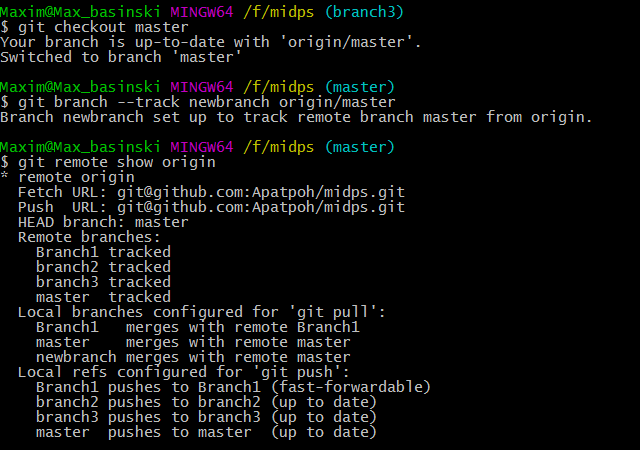 Maxim@Max_basinski MINGW64 /f/midps (branch3)
$ git checkout master
Your branch is up-to-date with 'origin/master'.
Switched to branch 'master'
Maxim@Max_basinski MINGW64 /f/midps (master)
$ git branch --track newbranch origin/master
Branch newbranch set up to track remote branch master from origin.
Maxim@Max_basinski MINGW64 /f/midps (master)
$ git remote show origin
* remote origin
  Fetch URL: git@github.com:Apatpoh/midps.git
  Push  URL: git@github.com:Apatpoh/midps.git
  HEAD branch: master
  Remote branches:
    Branch1 tracked
    branch2 tracked
    branch3 tracked
    master  tracked
  Local branches configured for 'git pull':
    Branch1   merges with remote Branch1
    master    merges with remote master
    newbranch merges with remote master
  Local refs configured for 'git push':
    Branch1 pushes to Branch1 (fast-forwardable)
    branch2 pushes to branch2 (up to date)
    branch3 pushes to branch3 (up to date)
    master  pushes to master  (up to date)